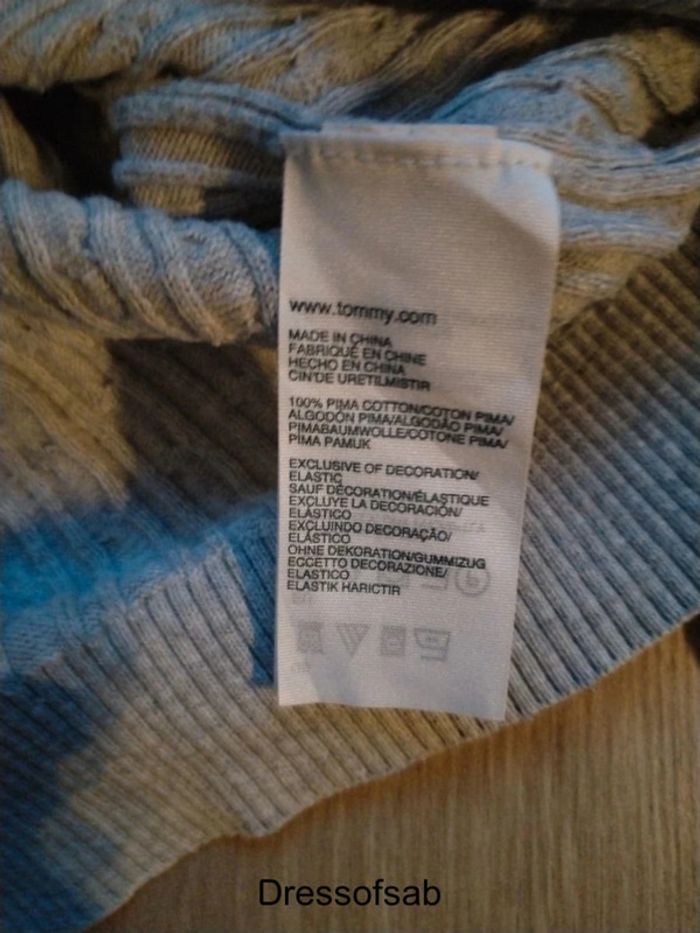 www.tommy.com
MADE IN CHINA
FABRIQUÉ EN CHINE
HECHO EN CHINA
CIN'DE URETILMISTIR
100% PIMA COTTON/COTON PIMA/
ALGODÓN PIMA/ALGODÃO PIMA/
PIMABAUMWOLLE/COTONE PIMA/
PIMA PAMUK
EXCLUSIVE OF DECORATION/
ELASTIC
SAUF DÉCORATION/ÉLASTIQUE
EXCLUYE LA DECORACIÓN/
ELÁSTICO
EXCLUINDO DECORAÇÃO/
ELÁSTICO
OHNE DEKORATION/GUMMIZUG
ECCETTO DECORAZIONE/
ELASTICO
ELASTIK HARICTIR
Dressofsab